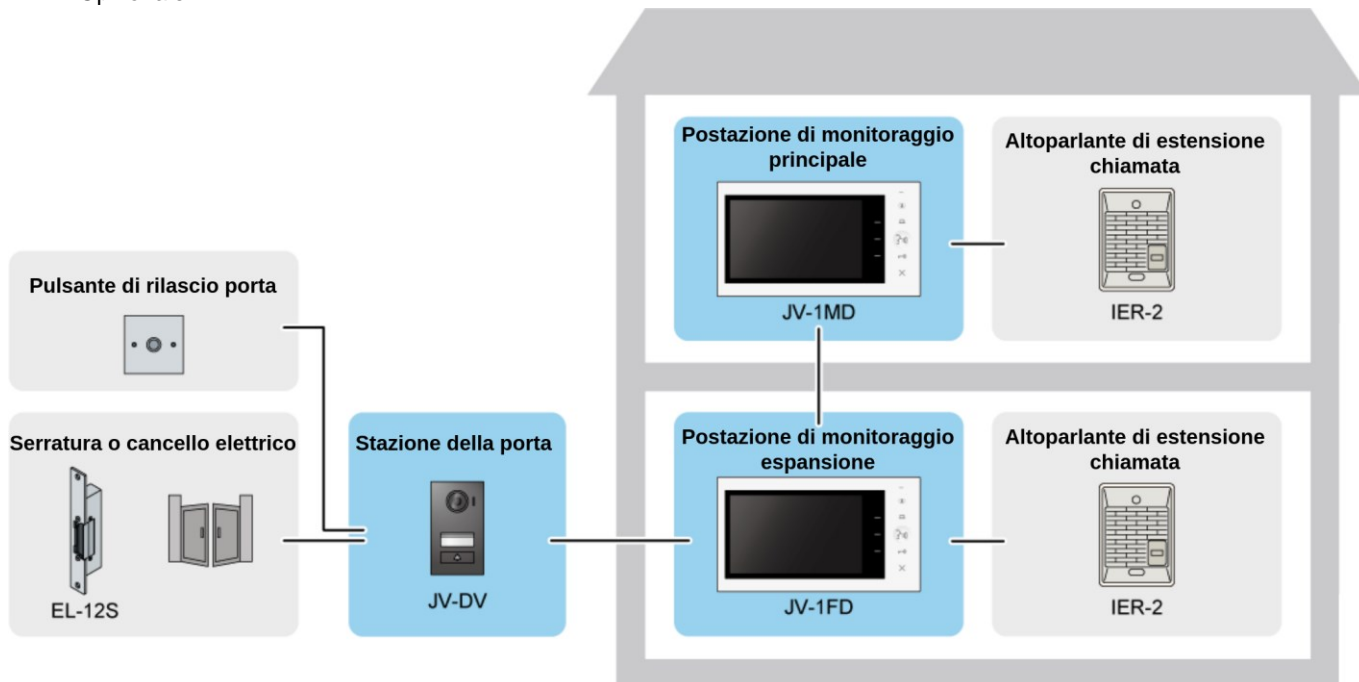 Postazione di monitoraggio
principale
JV-1MD
Altoparlante di estensione
chiamata
IER-2
Pulsante di rilascio porta
Serratura o cancello elettrico
EL-12S
Stazione della porta
JV-DV
Postazione di monitoraggio
espansione
JV-1FD
Altoparlante di estensione
chiamata
IER-2